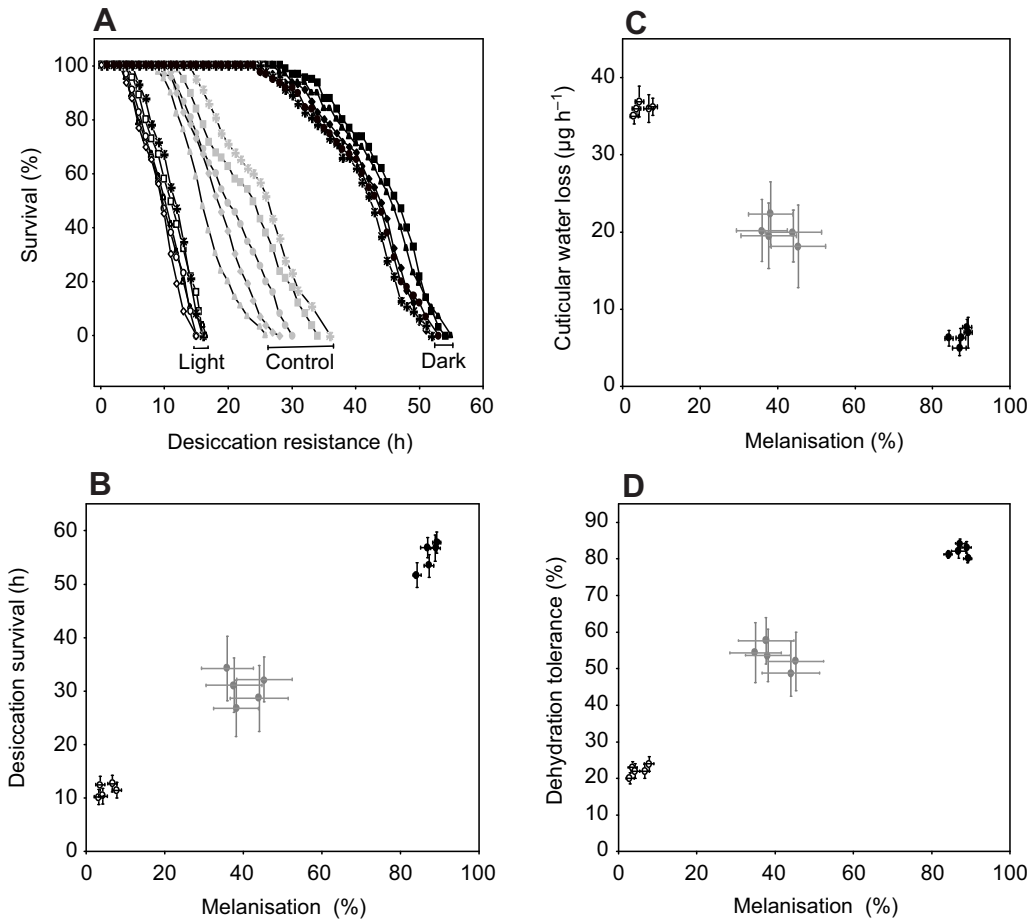 A
100
80
60
40
20
0
Survival (%)
Light
Control
Dark
0 10 20 30 40 50 60
Desiccation resistance (h)
C
40
30
20
10
0
Cuticular water loss (µg h⁻¹)
0 20 40 60 80 100
Melanisation (%)
B
60
50
40
30
20
10
0
Desiccation survival (h)
0 20 40 60 80 100
Melanisation (%)
D
90
80
70
60
50
40
30
20
10
0
Dehydration tolerance (%)
0 20 40 60 80 100
Melanisation (%)